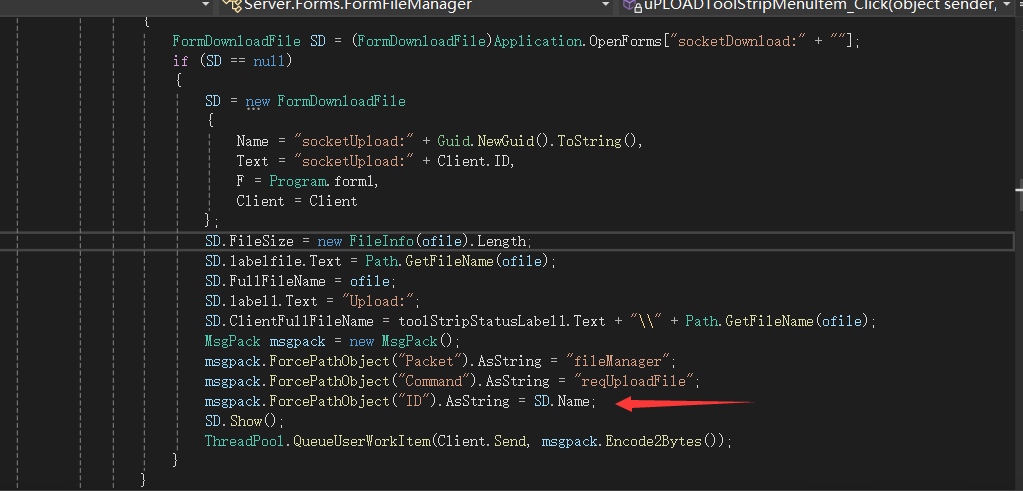 Server.Forms.FormFileManager uPLOADToolStripMenuItem_Click(object sender,
{
FormDownloadFile SD = (FormDownloadFile)Application.OpenForms["socketDownload:" + ""];
if (SD == null)
{
SD = new FormDownloadFile
{
Name = "socketUpload:" + Guid.NewGuid().ToString(),
Text = "socketUpload:" + Client.ID,
F = Program.form1,
Client = Client
};
SD.FileSize = new FileInfo(ofile).Length;
SD.labelfile.Text = Path.GetFileName(ofile);
SD.FullFileName = ofile;
SD.label1.Text = "Upload:";
SD.ClientFullFileName = toolStripStatusLabel1.Text + "\\" + Path.GetFileName(ofile);
MsgPack msgpack = new MsgPack();
msgpack.ForcePathObject("Packet").AsString = "fileManager";
msgpack.ForcePathObject("Command").AsString = "reqUploadFile";
msgpack.ForcePathObject("ID").AsString = SD.Name;
SD.Show();
ThreadPool.QueueUserWorkItem(Client.Send, msgpack.Encode2Bytes());
}
}